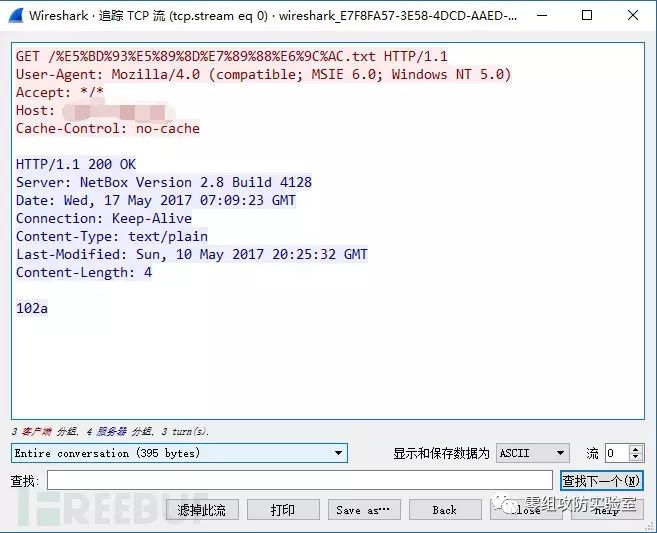 Wireshark · 追踪 TCP 流 (tcp.stream eq 0) · wireshark_E7F8FA57-3E58-4DCD-AAED-...
GET /%E5%BD%93%E5%89%8D%E7%89%88%E6%9C%AC.txt HTTP/1.1
User-Agent: Mozilla/4.0 (compatible; MSIE 6.0; Windows NT 5.0)
Accept: */*
Host:
Cache-Control: no-cache
HTTP/1.1 200 OK
Server: NetBox Version 2.8 Build 4128
Date: Wed, 17 May 2017 07:09:23 GMT
Connection: Keep-Alive
Content-Type: text/plain
Last-Modified: Sun, 10 May 2017 20:25:32 GMT
Content-Length: 4
102a
3 客户端 分组, 4 服务器 分组, 3 turn(s).
Entire conversation (395 bytes) 显示和保存数据为 ASCII 流 0
查找: 查找下一个(N)
滤掉此流 打印 Save as… Back Close Help
FREEBUF
零组攻防实验室